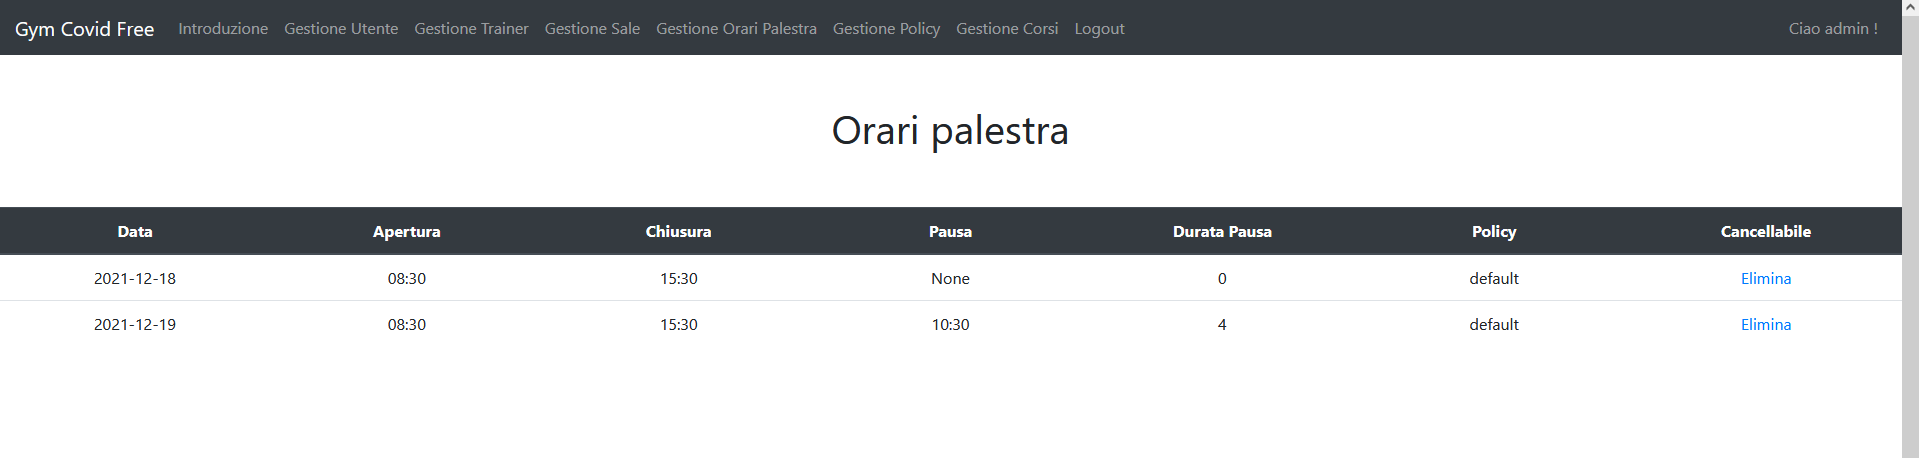 Gym Covid Free Introduzione Gestione Utente Gestione Trainer Gestione Sale Gestione Orari Palestra Gestione Policy Gestione Corsi Logout Ciao admin !
Orari palestra
Data Apertura Chiusura Pausa Durata Pausa Policy Cancellabile
2021-12-18 08:30 15:30 None 0 default Elimina
2021-12-19 08:30 15:30 10:30 4 default Elimina